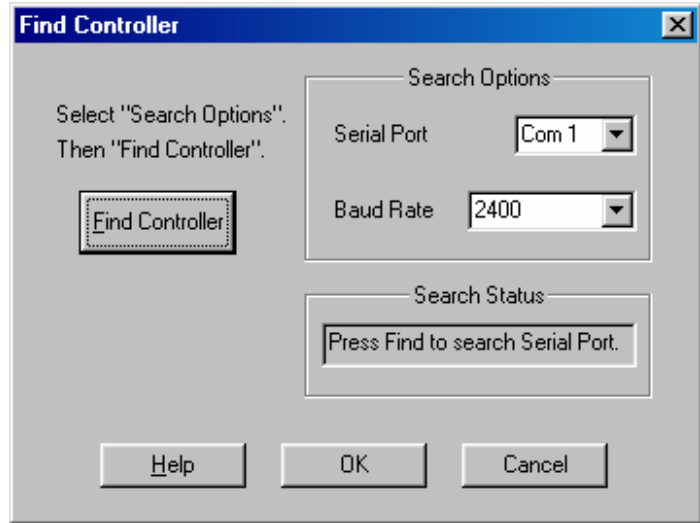 Find Controller
Select "Search Options".
Then "Find Controller".
Find Controller
Search Options
Serial Port
Com 1
Baud Rate
2400
Search Status
Press Find to search Serial Port.
Help
OK
Cancel